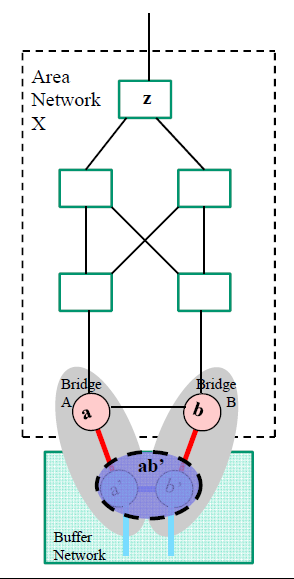 z
Area
Network
X
Bridge
A
Bridge
B
a
b
ab’
a’
b’
Buffer
Network